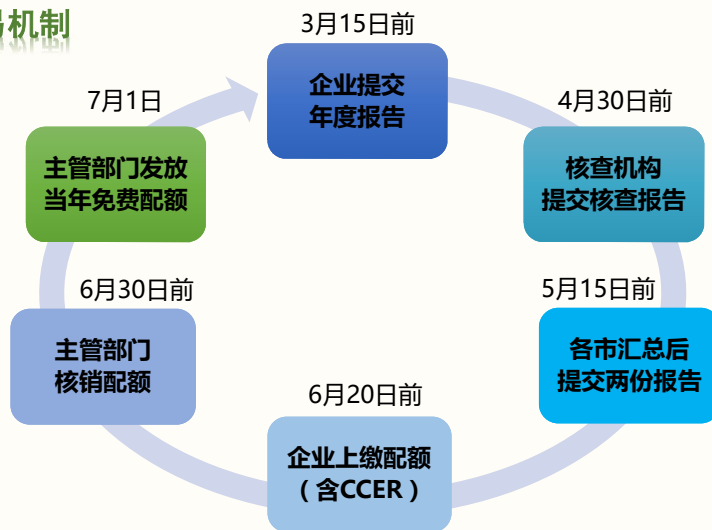 机制
3月15日前
企业提交
年度报告
4月30日前
核查机构
提交核查报告
5月15日前
各市汇总后
提交两份报告
6月20日前
企业上缴配额
（含CCER）
6月30日前
主管部门
核销配额
7月1日
主管部门发放
当年免费配额